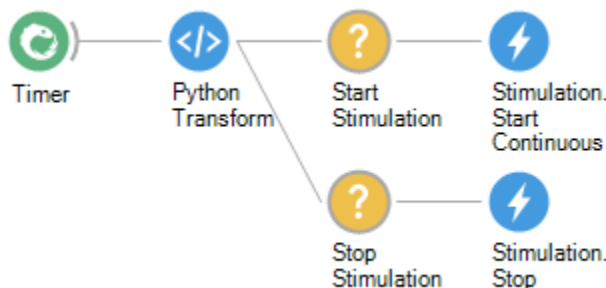 Timer
Python
Transform
Start
Stimulation
Stimulation.
Start
Continuous
Stop
Stimulation
Stimulation.
Stop